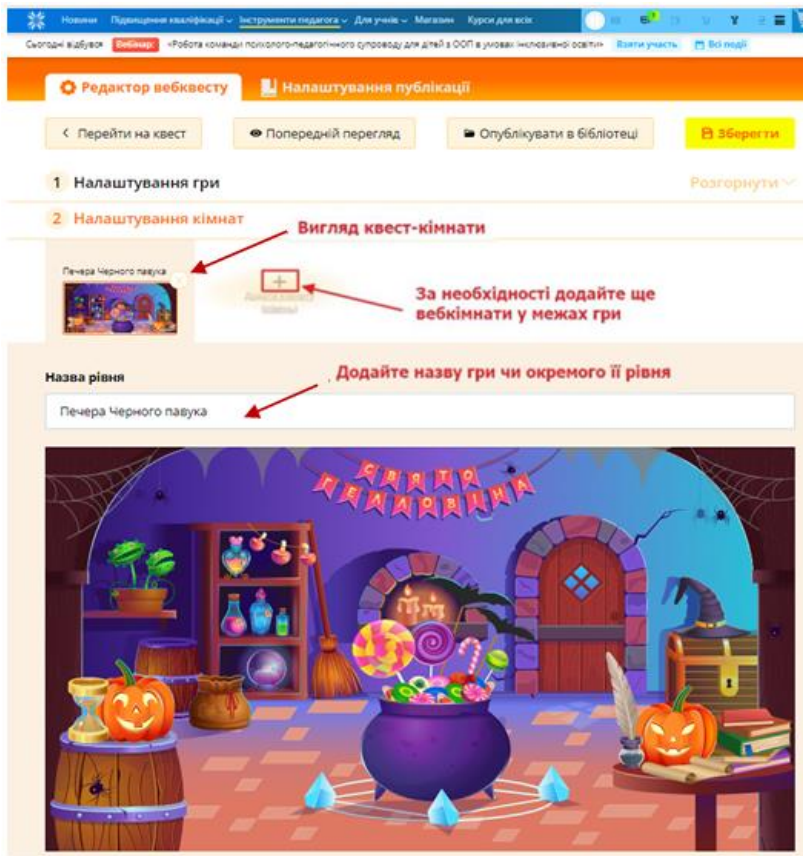 Новини Підвищення кваліфікації Інструменти педагога Для учнів Магазин Курси для всіх
Сьогодні відбувся Вебінар: «Робота команди психолого-педагогічного супроводу для дітей з ООП в умовах інклюзивної освіти» Взяти участь Всі події
Редактор вебквесту Налаштування публікації
Перейти на квест Попередній перегляд Опублікувати в бібліотеці Зберегти
1 Налаштування гри Розгорнути
2 Налаштування кімнат
Вигляд квест-кімнати
Печера Черного павука
За необхідності додайте ще
вебкімнати у межах гри
Додайте назву гри чи окремого її рівня
Назва рівня
Печера Черного павука
СВЯТО
ГЕЛЛОВІНА